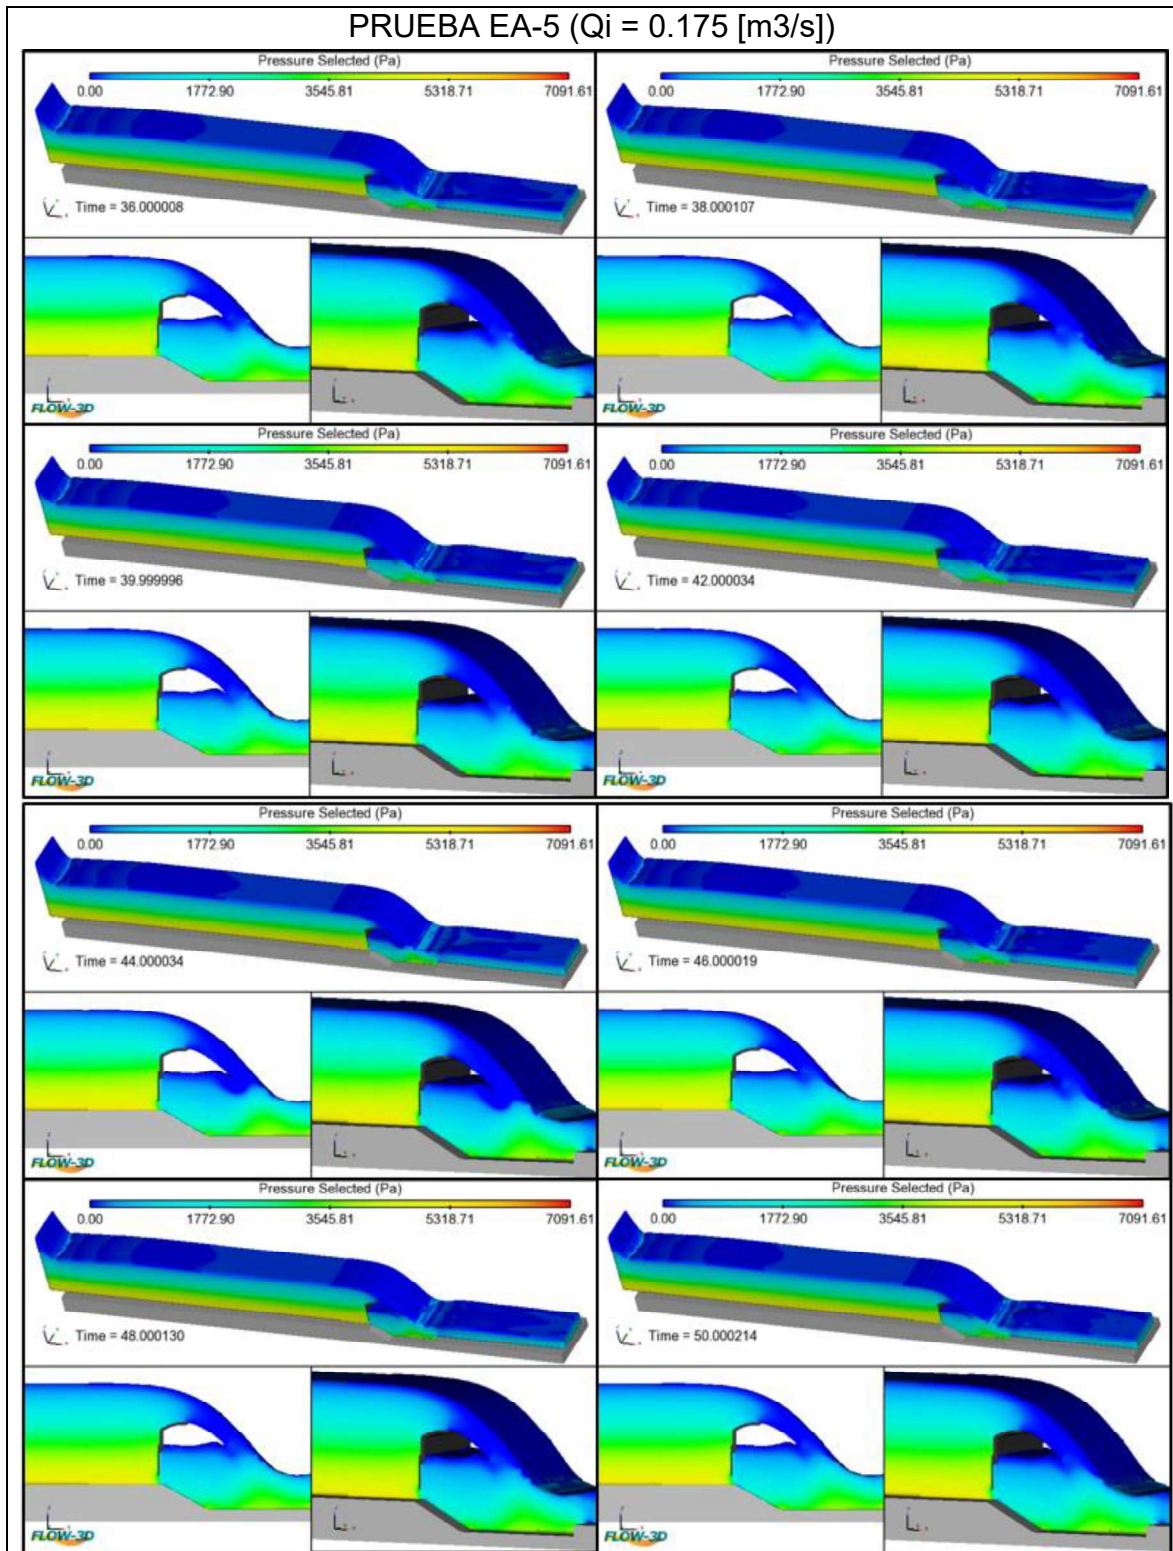 PRUEBA EA-5 (Qi = 0.175 [m3/s])
Pressure Selected (Pa)
0.00 1772.90 3545.81 5318.71 7091.61
Time = 36.000008
FLOW-3D
Pressure Selected (Pa)
0.00 1772.90 3545.81 5318.71 7091.61
Time = 38.000107
FLOW-3D
Pressure Selected (Pa)
0.00 1772.90 3545.81 5318.71 7091.61
Time = 39.999996
FLOW-3D
Pressure Selected (Pa)
0.00 1772.90 3545.81 5318.71 7091.61
Time = 42.000034
FLOW-3D
Pressure Selected (Pa)
0.00 1772.90 3545.81 5318.71 7091.61
Time = 44.000034
FLOW-3D
Pressure Selected (Pa)
0.00 1772.90 3545.81 5318.71 7091.61
Time = 46.000019
FLOW-3D
Pressure Selected (Pa)
0.00 1772.90 3545.81 5318.71 7091.61
Time = 48.000130
FLOW-3D
Pressure Selected (Pa)
0.00 1772.90 3545.81 5318.71 7091.61
Time = 50.000214
FLOW-3D